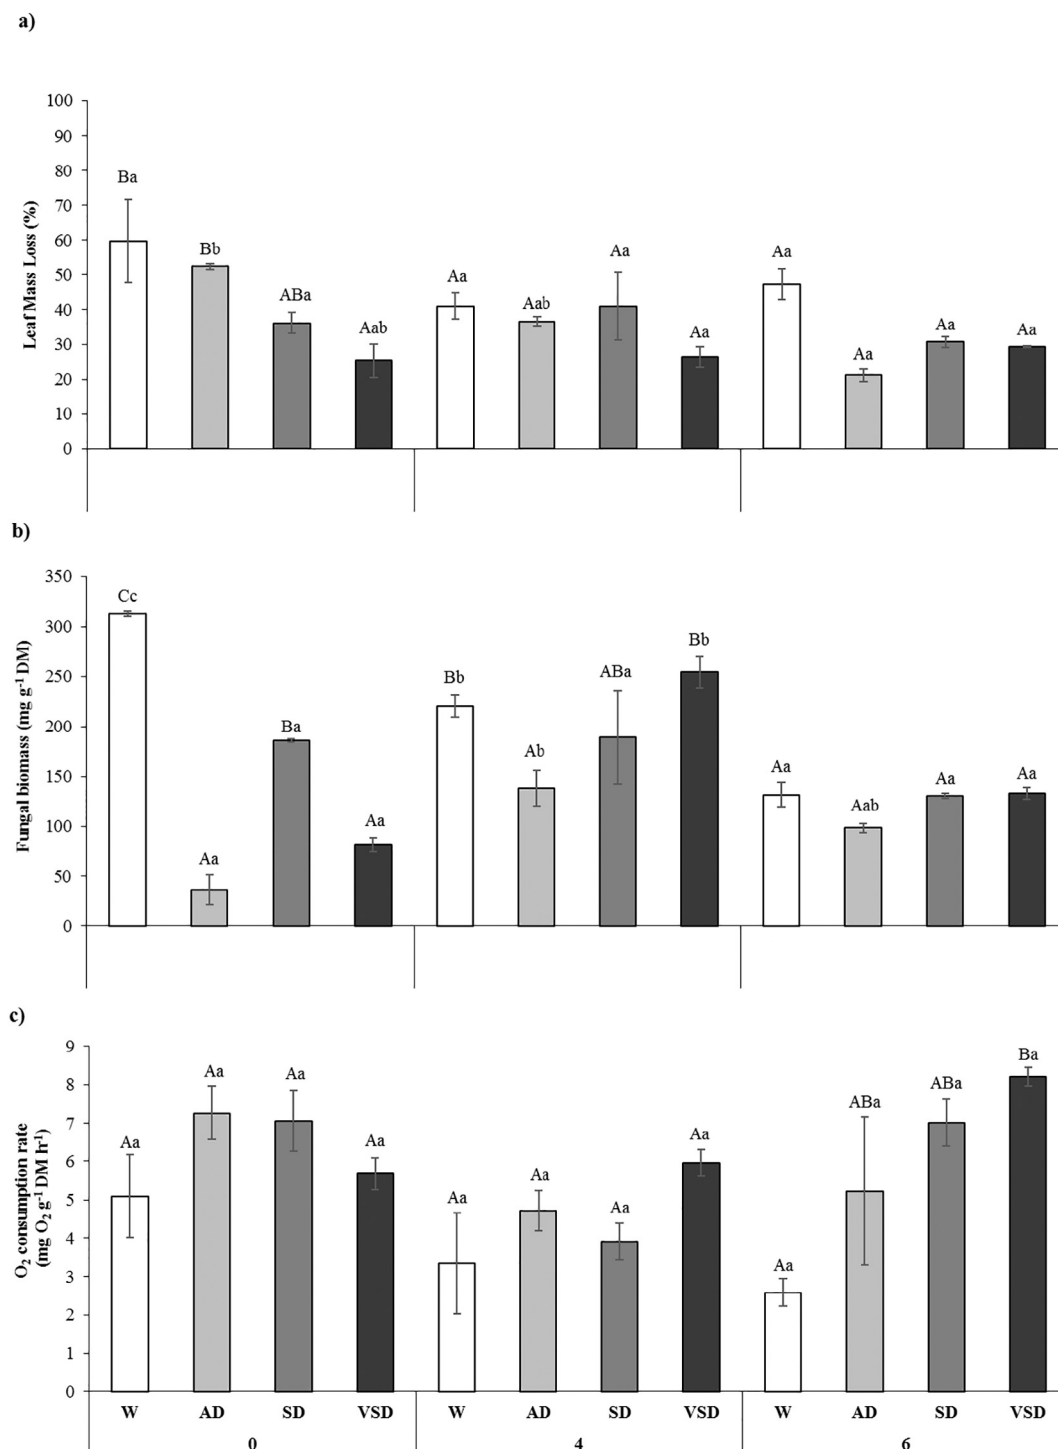 a)
Leaf Mass Loss (%)
100
90
80
70
60
50
40
30
20
10
0
Ba
Bb
ABa
Aab
Aa
Aab
Aa
Aa
Aa
Aa
Aa
Aa
b)
Fungal biomass (mg g⁻¹ DM)
350
300
250
200
150
100
50
0
Cc
Aa
Ba
Aa
Bb
Ab
ABa
Bb
Aa
Aab
Aa
Aa
c)
O₂ consumption rate
(mg O₂ g⁻¹ DM h⁻¹)
9
8
7
6
5
4
3
2
1
0
Aa
Aa
Aa
Aa
Aa
Aa
Aa
Aa
Aa
ABa
ABa
Ba
W AD SD VSD W AD SD VSD W AD SD VSD
0 4 6